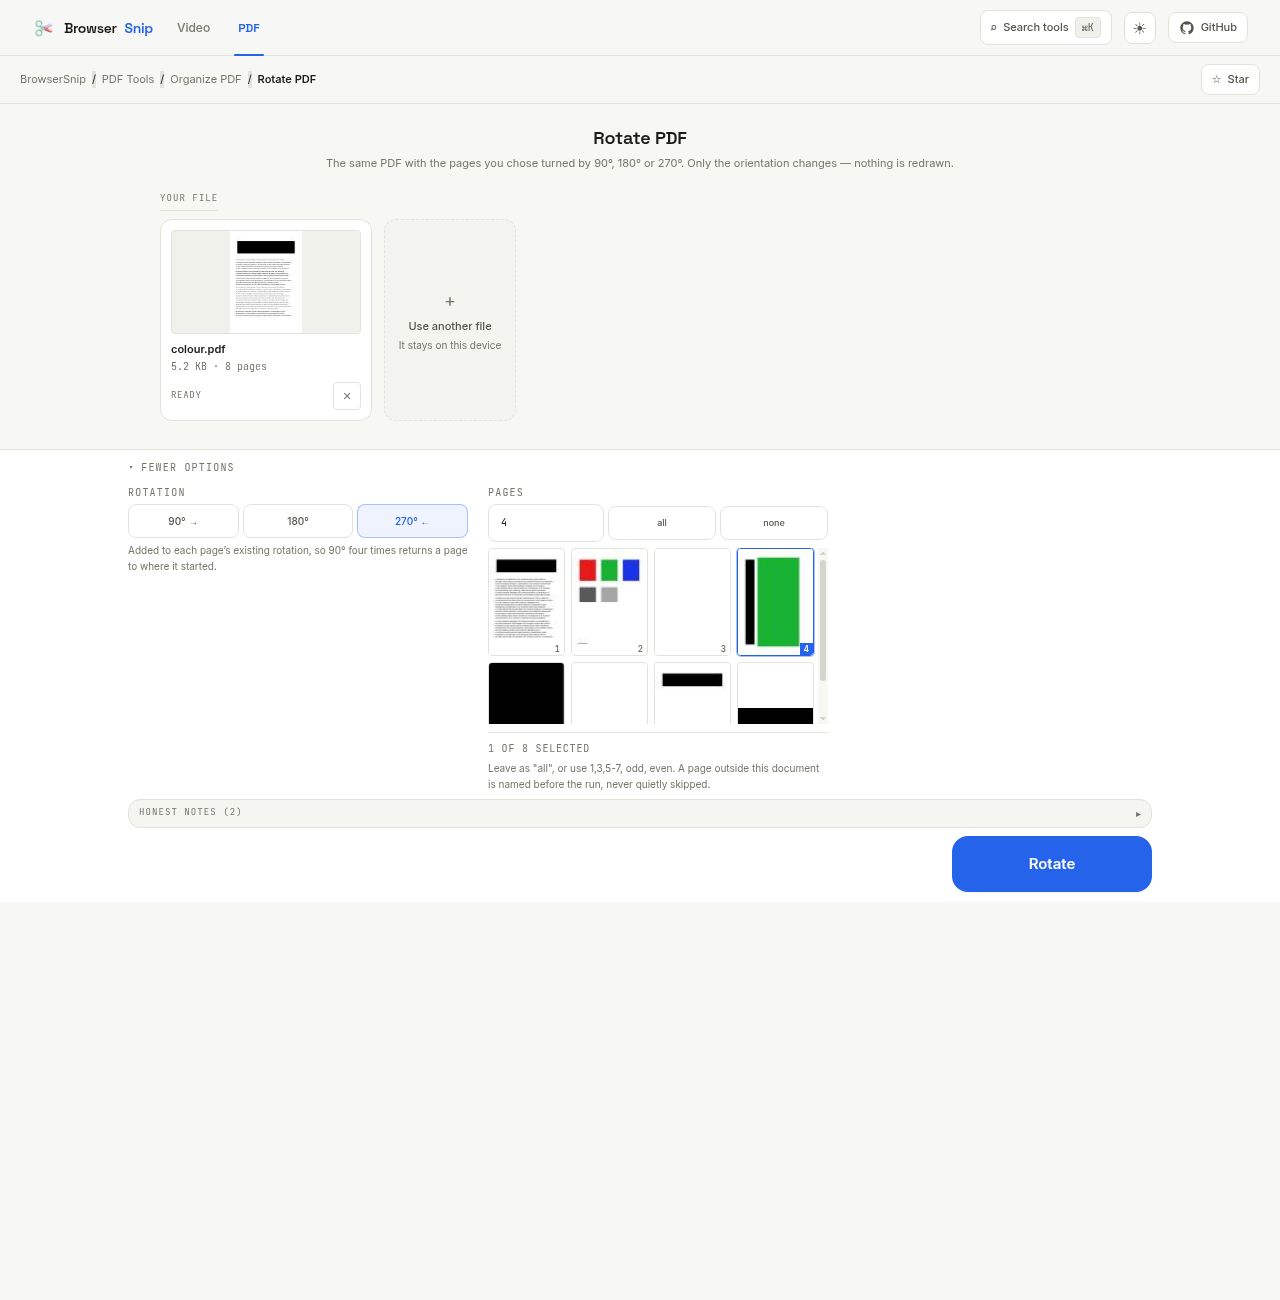 Browser Snip Video PDF Search tools ⌘K GitHub
BrowserSnip / PDF Tools / Organize PDF / Rotate PDF ☆ Star
Rotate PDF
The same PDF with the pages you chose turned by 90°, 180° or 270°. Only the orientation changes — nothing is redrawn.
YOUR FILE
+
Use another file
It stays on this device
colour.pdf
5.2 KB · 8 pages
READY ✕
▾ FEWER OPTIONS
ROTATION
90° → 180° 270° ←
Added to each page's existing rotation, so 90° four times returns a page
to where it started.
PAGES
4 all none
1 2 3 4
1 OF 8 SELECTED
Leave as "all", or use 1,3,5-7, odd, even. A page outside this document
is named before the run, never quietly skipped.
HONEST NOTES (2) ▸
Rotate